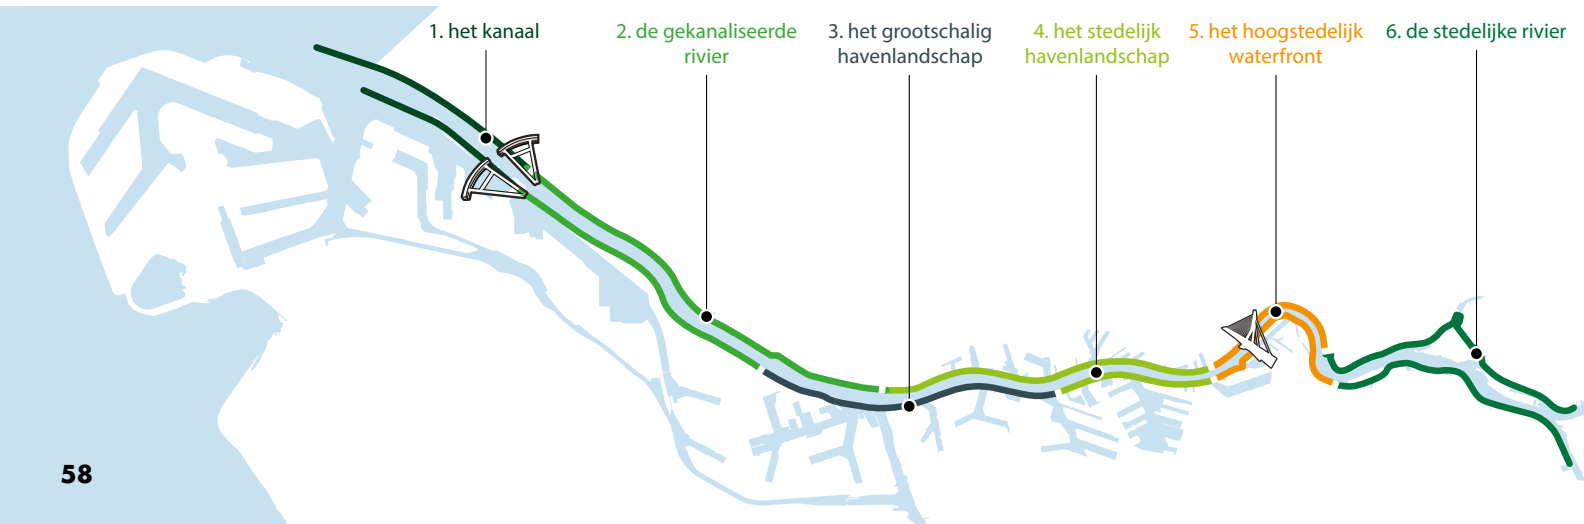 1. het kanaal
2. de gekanaliseerde
rivier
3. het grootschalig
havenlandschap
4. het stedelijk
havenlandschap
5. het hoogstedelijk
waterfront
6. de stedelijke rivier
58